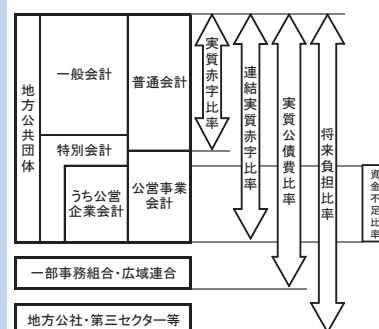 地方公共団体
一般会計
普通会計
特別会計
うち公営
企業会計
公営事業
会計
実質赤字比率
連結実質赤字比率
実質公債費比率
将来負担比率
資金不足比率
一部事務組合・広域連合
地方公社・第三セクター等